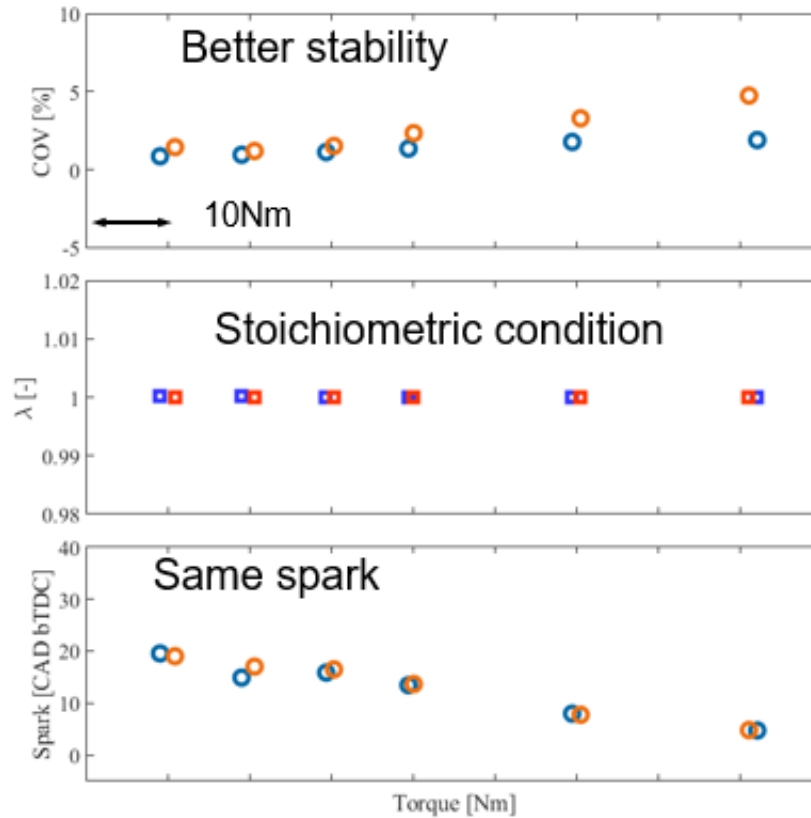 10
Better stability
5
COV [%]
0
10Nm
-5
1.02
1.01
Stoichiometric condition
1
λ [-]
0.99
0.98
40
Same spark
30
20
Spark [CAD bTDC]
10
0
Torque [Nm]